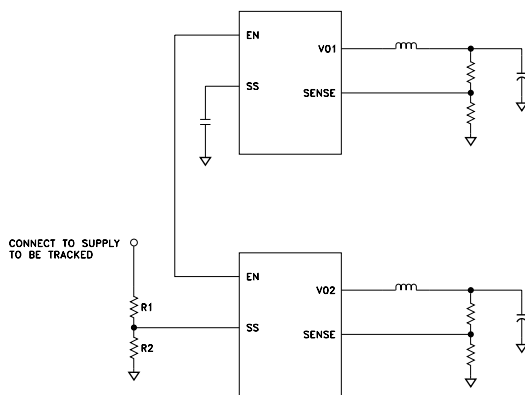 EN
VO1
SS
SENSE
CONNECT TO SUPPLY
TO BE TRACKED
EN
VO2
R1
SS
SENSE
R2